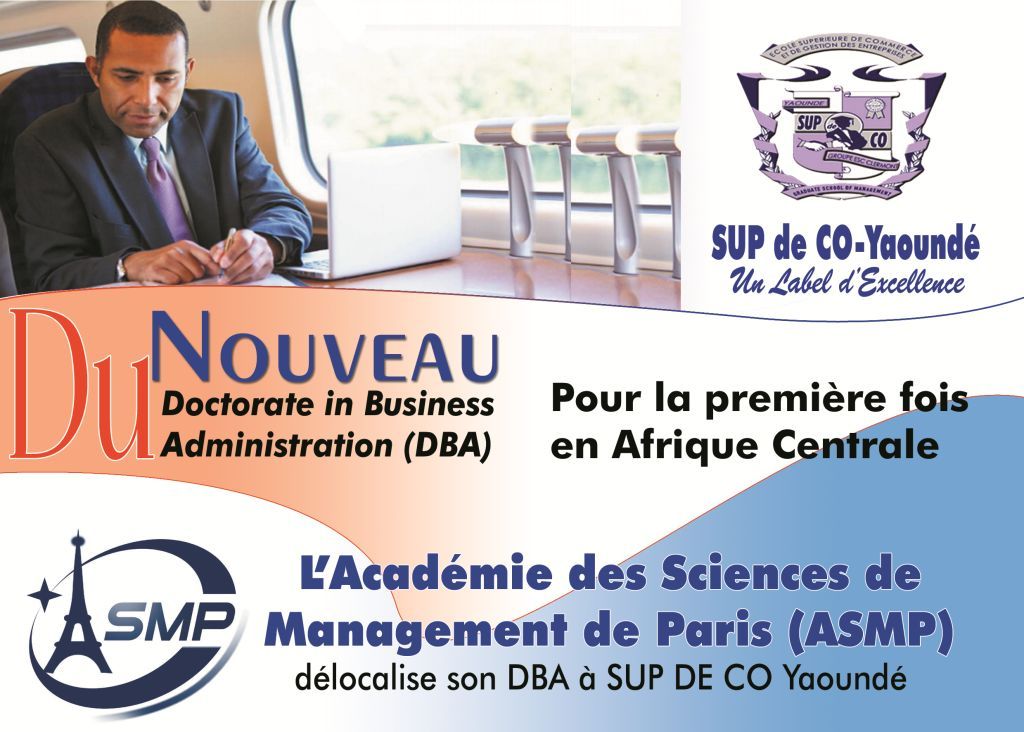 ECOLE SUPERIEURE DE COMMERCE
ET DE GESTION DES ENTREPRISES
YAOUNDE
SUP
de
CO
GROUPE ESC CLERMONT
GRADUATE SCHOOL OF MANAGEMENT
SUP de CO-Yaoundé
Un Label d'Excellence
Du NOUVEAU
Doctorate in Business
Administration (DBA)
Pour la première fois
en Afrique Centrale
ASMP
L'Académie des Sciences de
Management de Paris (ASMP)
délocalise son DBA à SUP DE CO Yaoundé